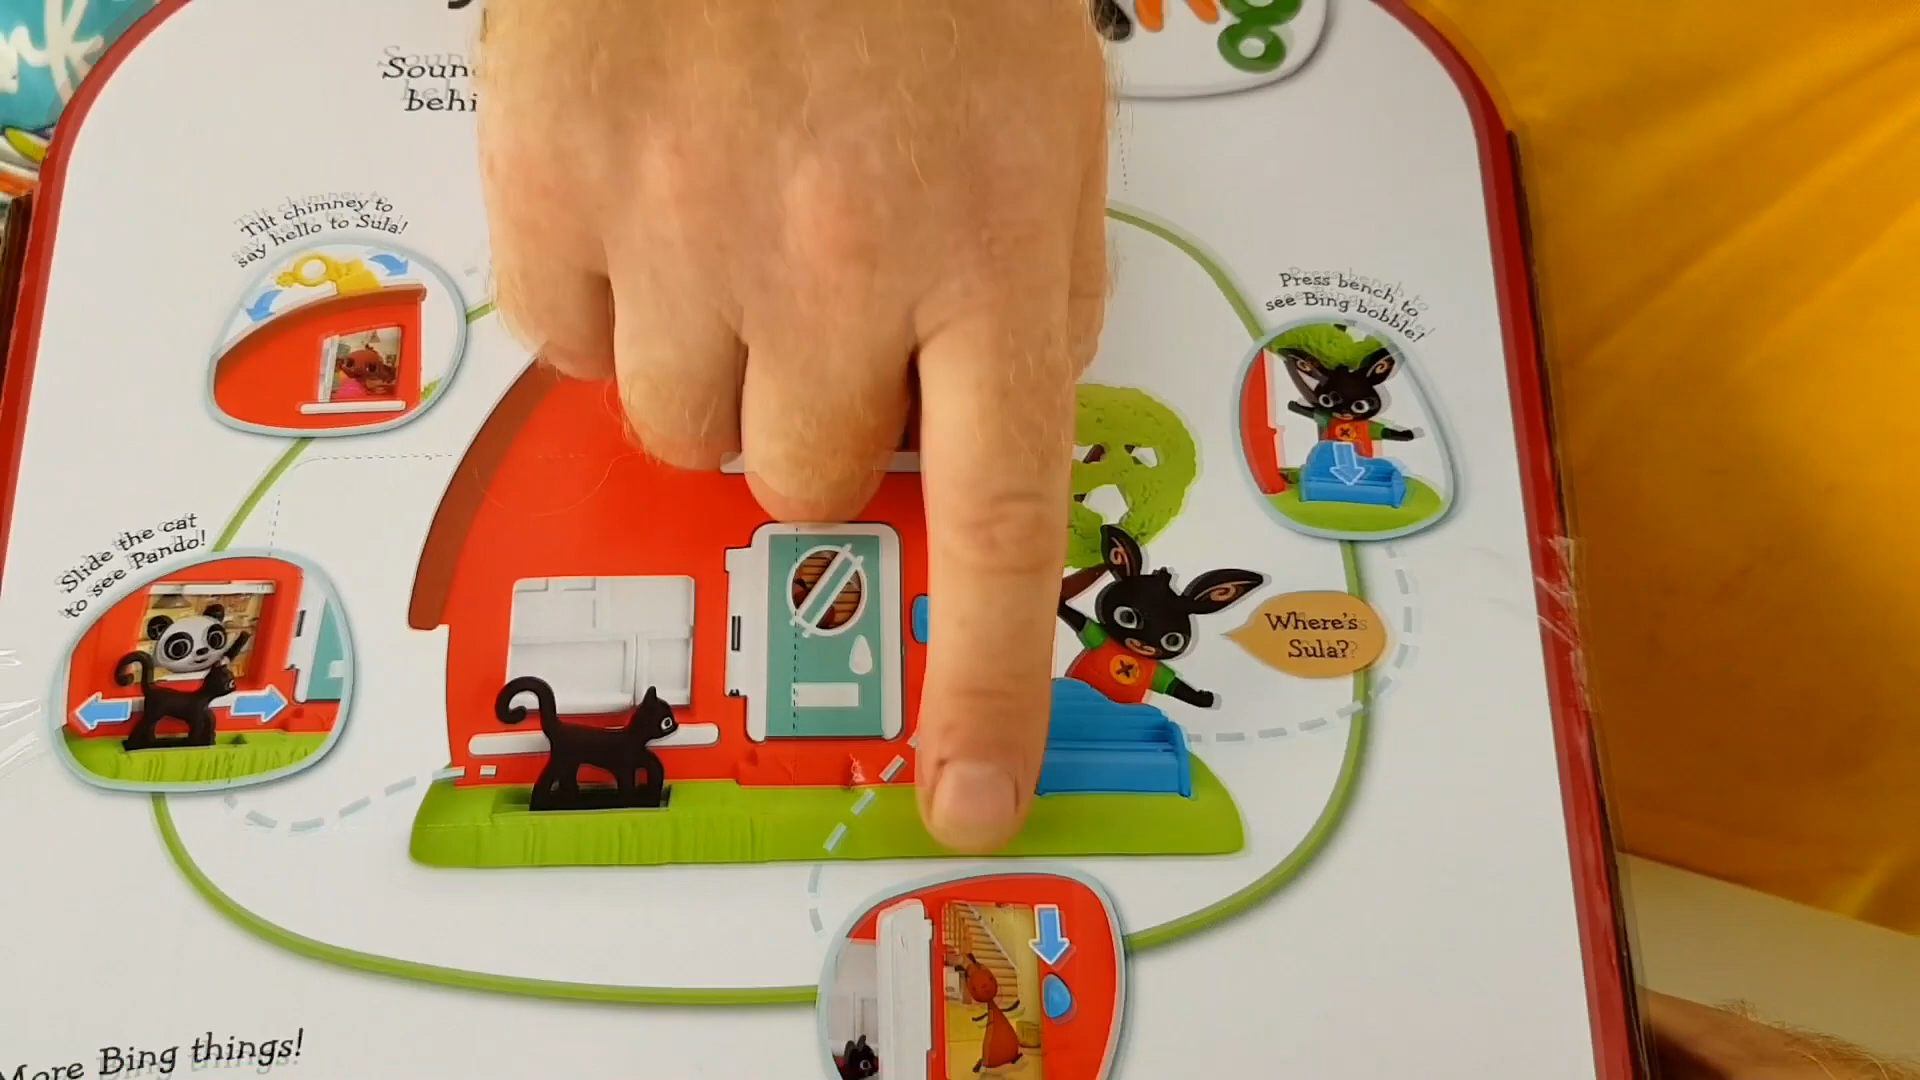 Soun
behi
Tilt chimney to
say hello to Sula!
Press bench to
see Bing bobble!
Slide the cat
to see Pando!
Where's
Sula?
More Bing things!